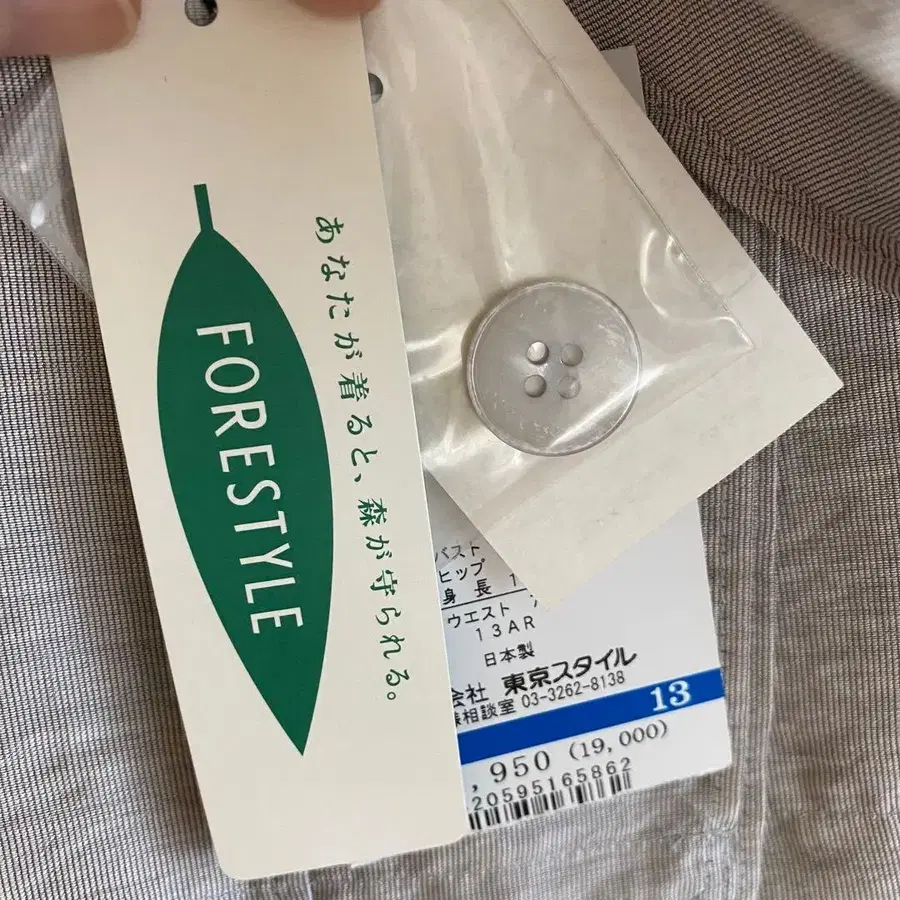 FORESTYLE
あなたが着ると、森が守られる。
バスト
ヒップ
身長 1
ウエスト
13AR
日本製
会社 東京スタイル
相談室 03-3262-8138
13
,950 (19,000)
20595165862